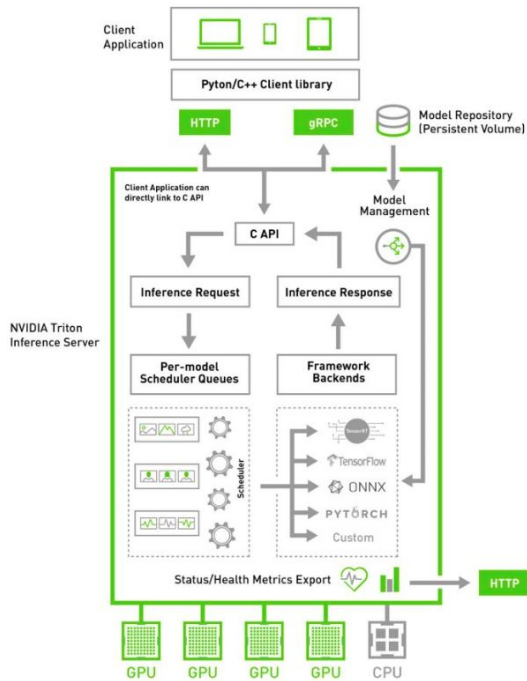 Client
Application
Pyton/C++ Client library
HTTP
gRPC
Model Repository
(Persistent Volume)
Client Application can
directly link to C API
Model
Management
C API
Inference Request
Inference Response
NVIDIA Triton
Inference Server
Per-model
Scheduler Queues
Framework
Backends
Scheduler
TensorRT
TensorFlow
ONNX
PYTORCH
Custom
Status/Health Metrics Export
HTTP
GPU
GPU
GPU
GPU
CPU